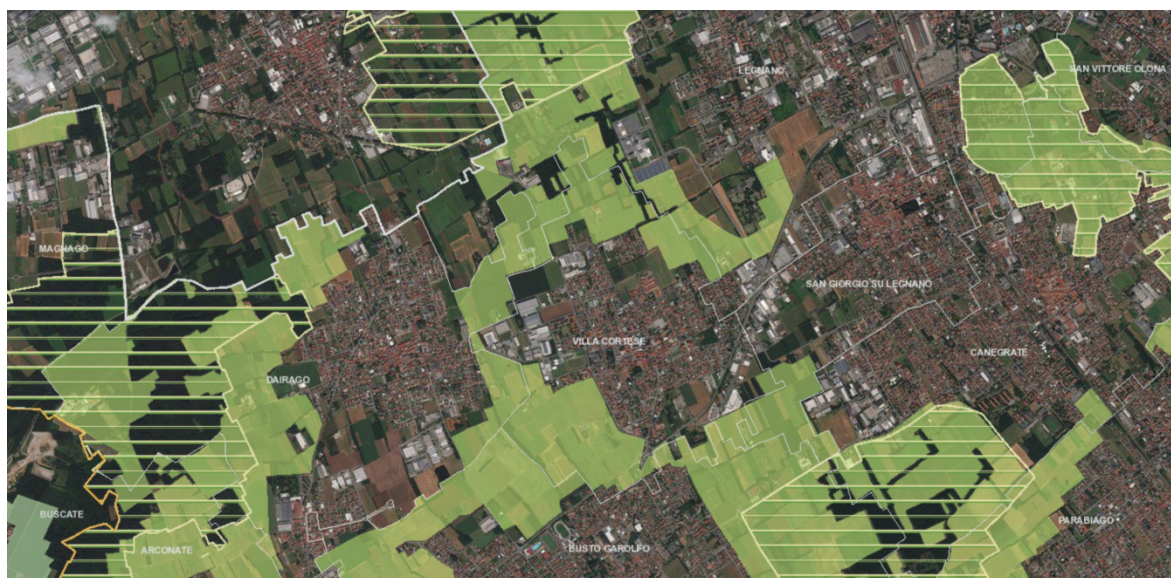 LEGNANO
SAN VITTORE OLONA
MAGNAGO
SAN GIORGIO SU LEGNANO
VILLA CORTESE
CANEGRATE
DAIRAGO
BUSCATE
PARABIAGO
ARCONATE
BUSTO GAROLFO